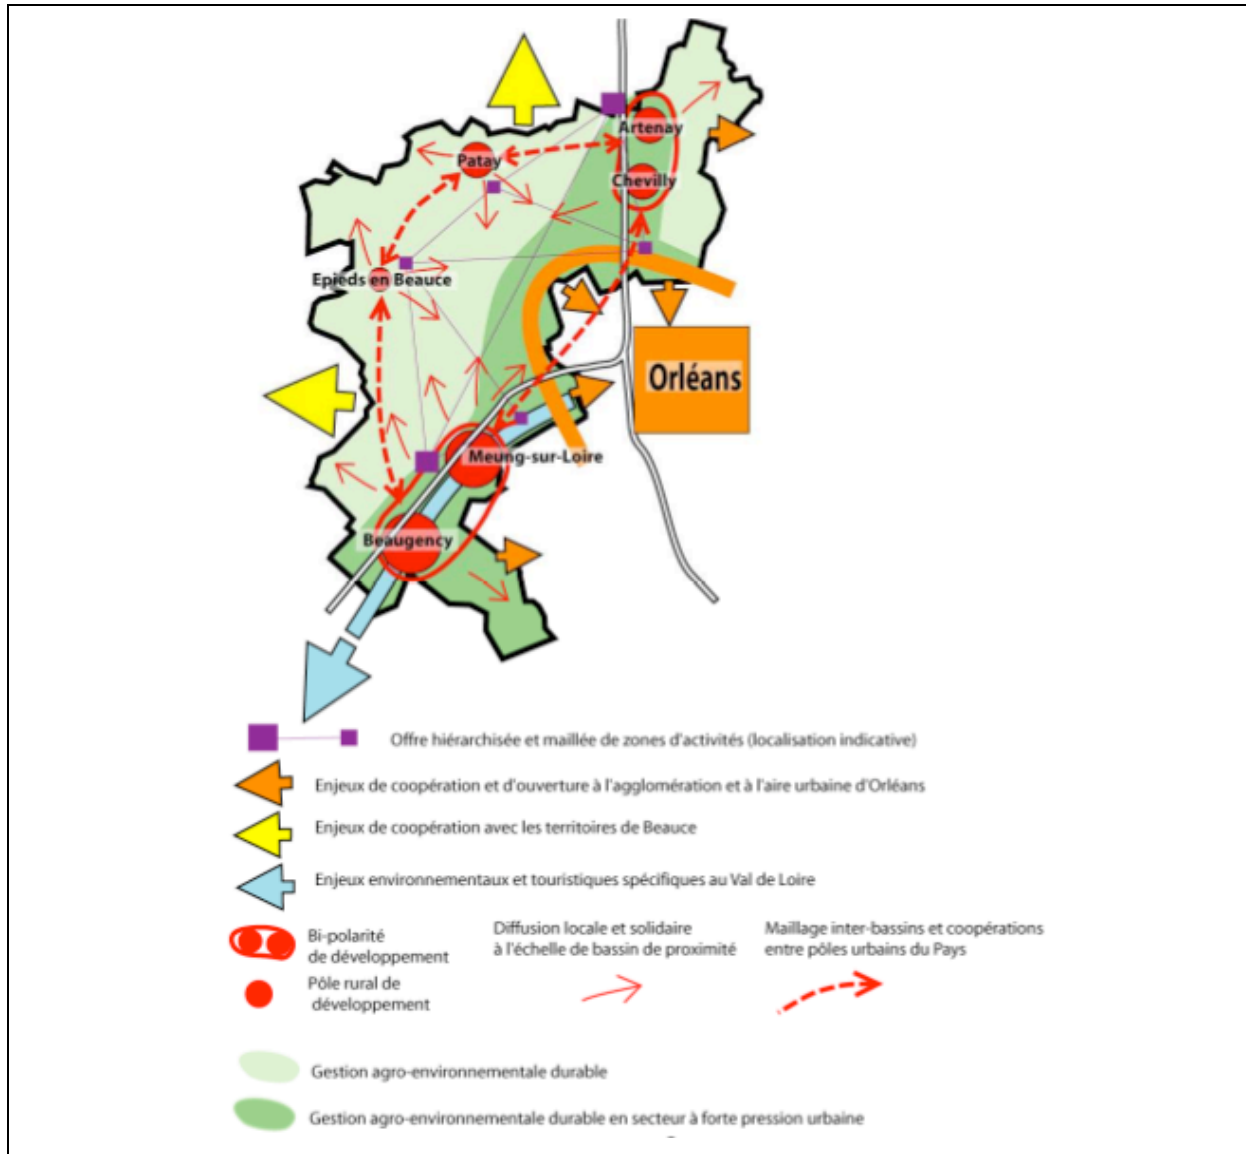 Artenay
Patay
Chevilly
Epieds en Beauce
Orléans
Meung-sur-Loire
Beaugency
Offre hiérarchisée et maillée de zones d'activités (localisation indicative)
Enjeux de coopération et d'ouverture à l'agglomération et à l'aire urbaine d'Orléans
Enjeux de coopération avec les territoires de Beauce
Enjeux environnementaux et touristiques spécifiques au Val de Loire
Bi-polarité
de développement
Diffusion locale et solidaire
à l'échelle de bassin de proximité
Maillage inter-bassins et coopérations
entre pôles urbains du Pays
Pôle rural de
développement
Gestion agro-environnementale durable
Gestion agro-environnementale durable en secteur à forte pression urbaine